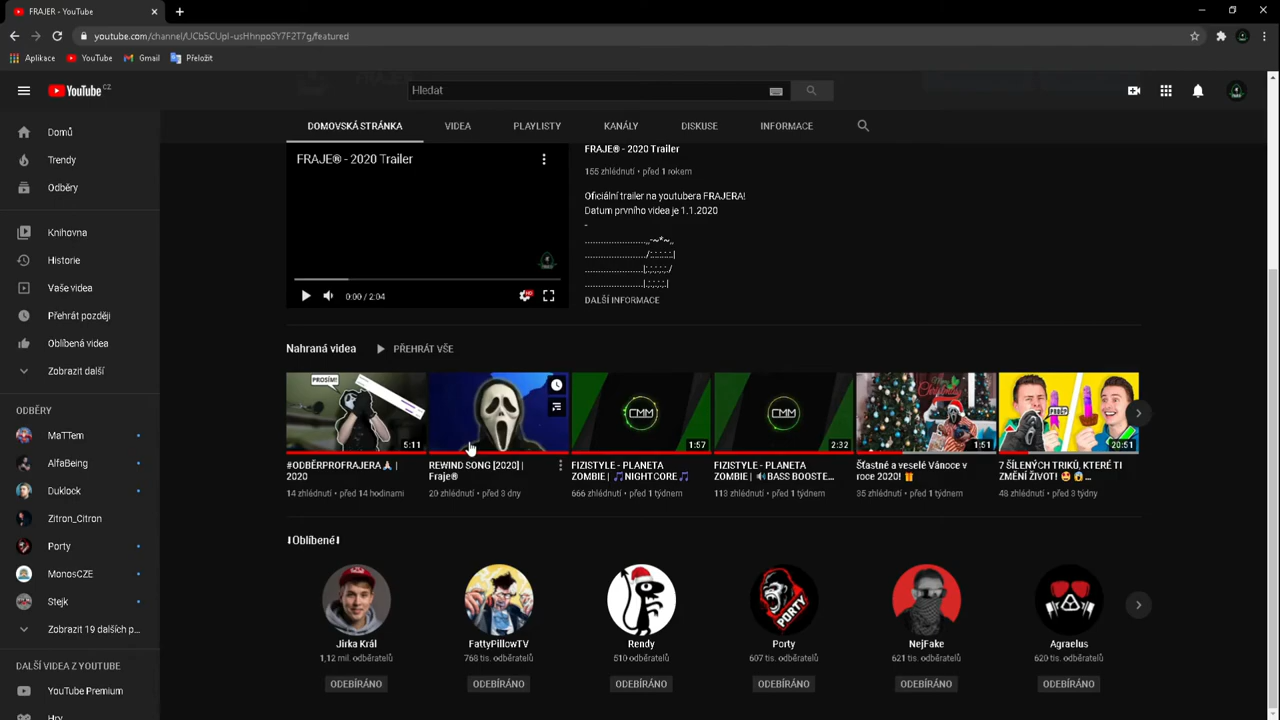 FRAJER - YouTube
youtube.com/channel/UCb5CUpI-usHhnpoSY7F2T7g/featured
Aplikace
YouTube
Gmail
Přeložit
YouTube CZ
Hledat
Domů
Trendy
Odběry
Knihovna
Historie
Vaše videa
Přehrát později
Oblíbená videa
Zobrazit další
ODBĚRY
MaTTem
AlfaBeing
Duklock
Zitron_Citron
Porty
MonosCZE
Stejk
Zobrazit 19 dalších p...
DALŠÍ VIDEA Z YOUTUBE
YouTube Premium
Hry
DOMOVSKÁ STRÁNKA
VIDEA
PLAYLISTY
KANÁLY
DISKUSE
INFORMACE
FRAJE® - 2020 Trailer
0:00 / 2:04
HD
FRAJE® - 2020 Trailer
155 zhlédnutí • před 1 rokem
Oficiální trailer na youtubera FRAJERA!
Datum prvního videa je 1.1.2020
-
DALŠÍ INFORMACE
Nahraná videa
PŘEHRÁT VŠE
PROSÍM!
5:11
#ODBĚRPROFRAJERA🙏 |
2020
14 zhlédnutí • před 14 hodinami
REWIND SONG [2020] |
Fraje®
20 zhlédnutí • před 3 dny
CMM
1:57
FIZISTYLE - PLANETA
ZOMBIE | 🎵NIGHTCORE🎵
666 zhlédnutí • před 1 týdnem
CMM
2:32
FIZISTYLE - PLANETA
ZOMBIE | 🔊BASS BOOSTE...
113 zhlédnutí • před 1 týdnem
Christmas
1:51
Šťastné a veselé Vánoce v
roce 2020! 🎁
35 zhlédnutí • před 1 týdnem
20:51
7 ŠÍLENÝCH TRIKŮ, KTERÉ TI
ZMĚNÍ ŽIVOT! 🤩😱...
48 zhlédnutí • před 3 týdny
⬇Oblíbené⬇
Jirka Král
1,12 mil. odběratelů
ODEBÍRÁNO
FattyPillowTV
768 tis. odběratelů
ODEBÍRÁNO
Rendy
510 odběratelů
ODEBÍRÁNO
PORTY
Porty
607 tis. odběratelů
ODEBÍRÁNO
NejFake
621 tis. odběratelů
ODEBÍRÁNO
Agraelus
620 tis. odběratelů
ODEBÍRÁNO